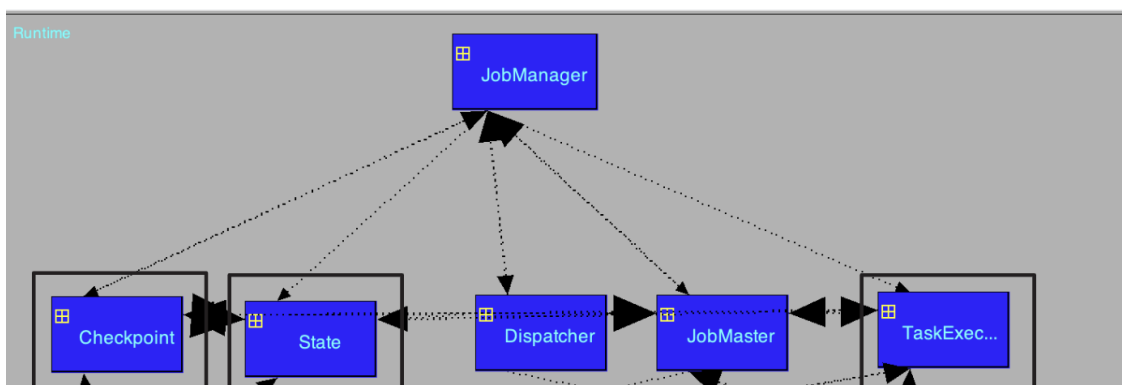 Runtime
JobManager
Checkpoint
State
Dispatcher
JobMaster
TaskExec...